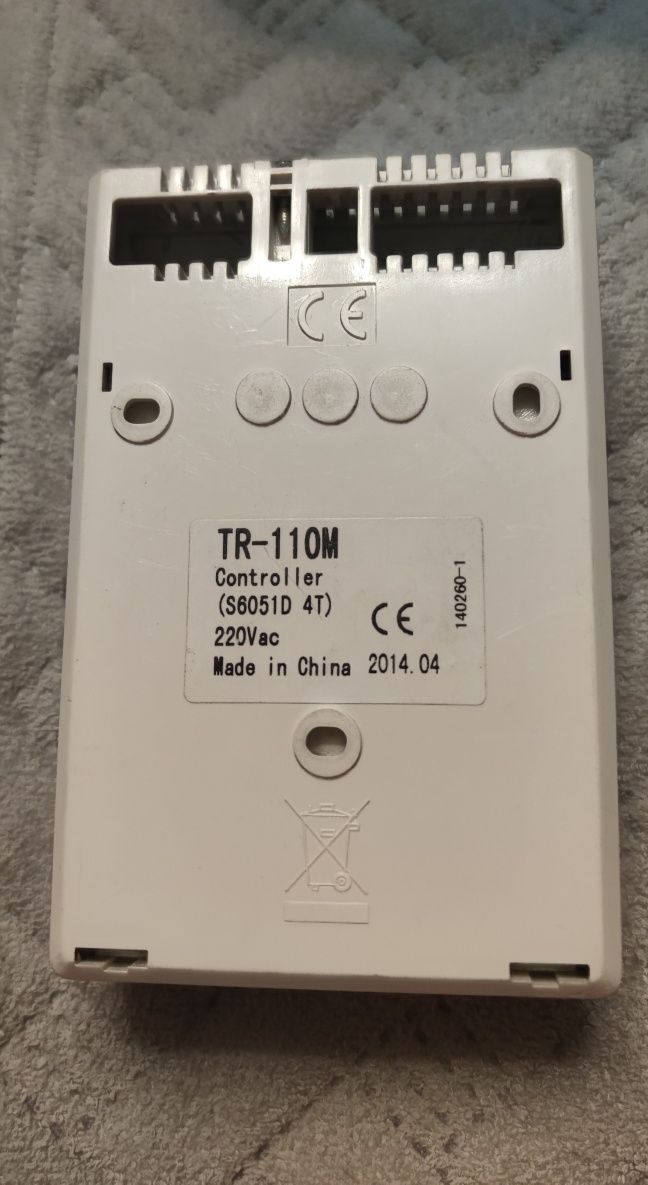 CE
TR-110M
Controller
(S6051D 4T)
CE
220Vac
Made in China 2014.04
140260-1